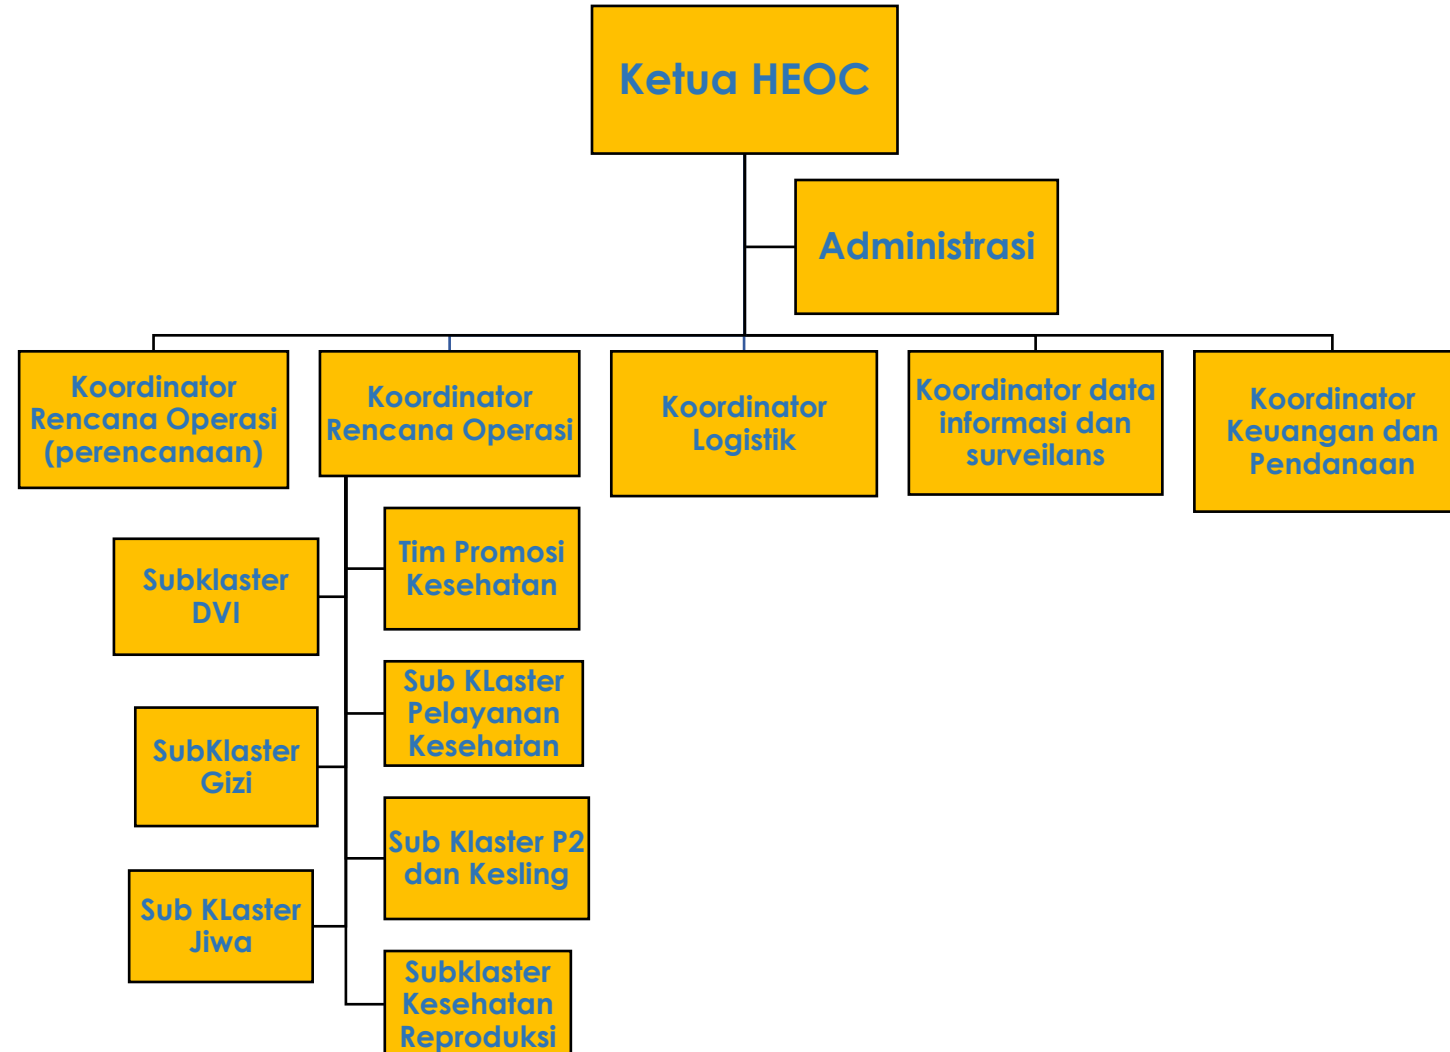 Ketua HEOC
Administrasi
Koordinator
Rencana Operasi
(perencanaan)
Koordinator
Rencana Operasi
Koordinator
Logistik
Koordinator data
informasi dan
surveilans
Koordinator
Keuangan dan
Pendanaan
Subklaster
DVI
Tim Promosi
Kesehatan
Sub KLaster
Pelayanan
Kesehatan
SubKlaster
Gizi
Sub Klaster P2
dan Kesling
Sub KLaster
Jiwa
Subklaster
Kesehatan
Reproduksi